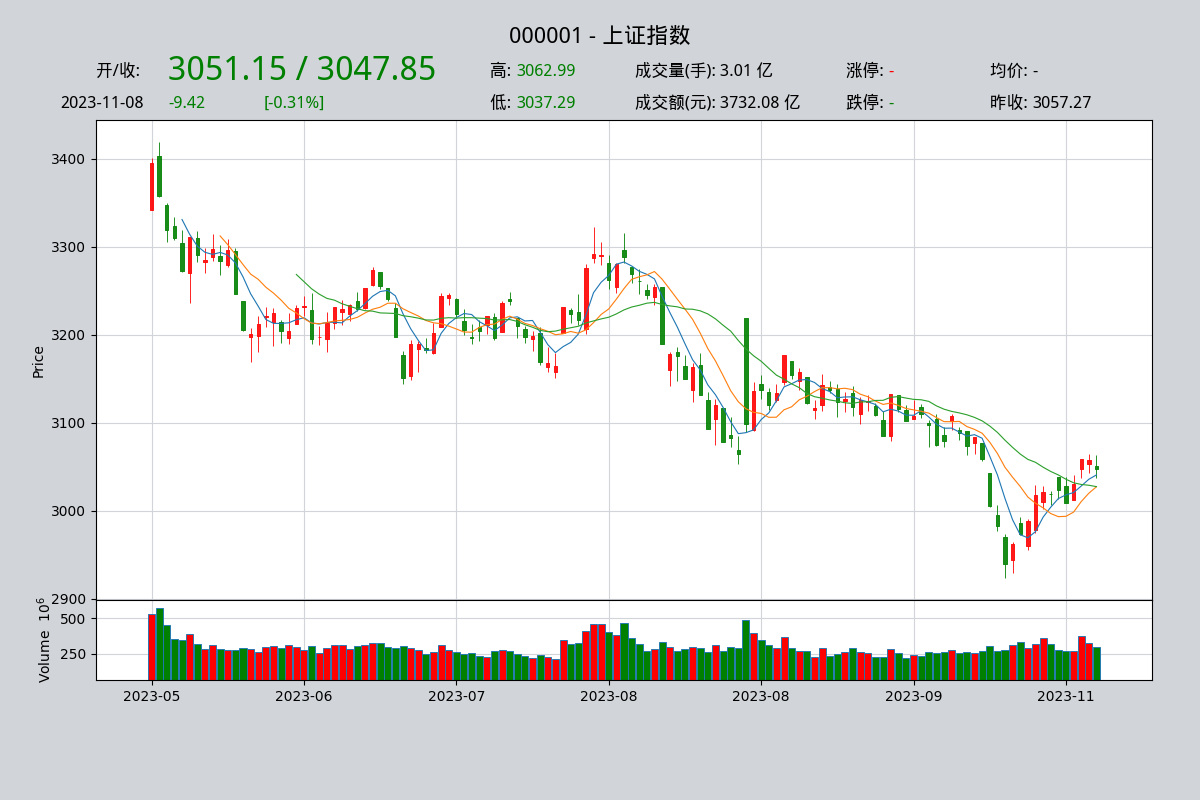 000001 - 上证指数
开/收: 3051.15 / 3047.85 高: 3062.99 成交量(手): 3.01 亿 涨停: - 均价: -
2023-11-08 -9.42 [-0.31%] 低: 3037.29 成交额(元): 3732.08 亿 跌停: - 昨收: 3057.27
3400
3300
3200
3100
3000
2900
Price
500
250
Volume 10⁶
2023-05 2023-06 2023-07 2023-08 2023-08 2023-09 2023-11